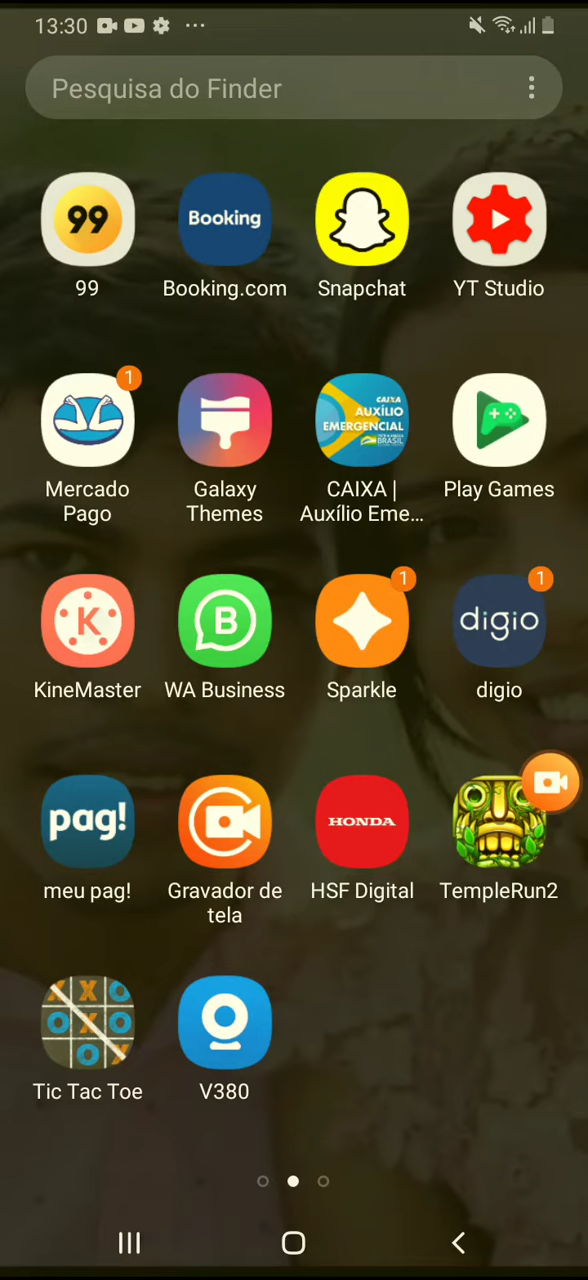 13:30
Pesquisa do Finder
99
Booking
99
Booking.com
Snapchat
YT Studio
1
CAIXA
AUXÍLIO
EMERGENCIAL
Mercado
Pago
Galaxy
Themes
CAIXA |
Auxílio Eme...
Play Games
K
B
1
digio
1
KineMaster
WA Business
Sparkle
digio
pag!
HONDA
meu pag!
Gravador de
tela
HSF Digital
TempleRun2
X X O
O X O
O X
Tic Tac Toe
V380